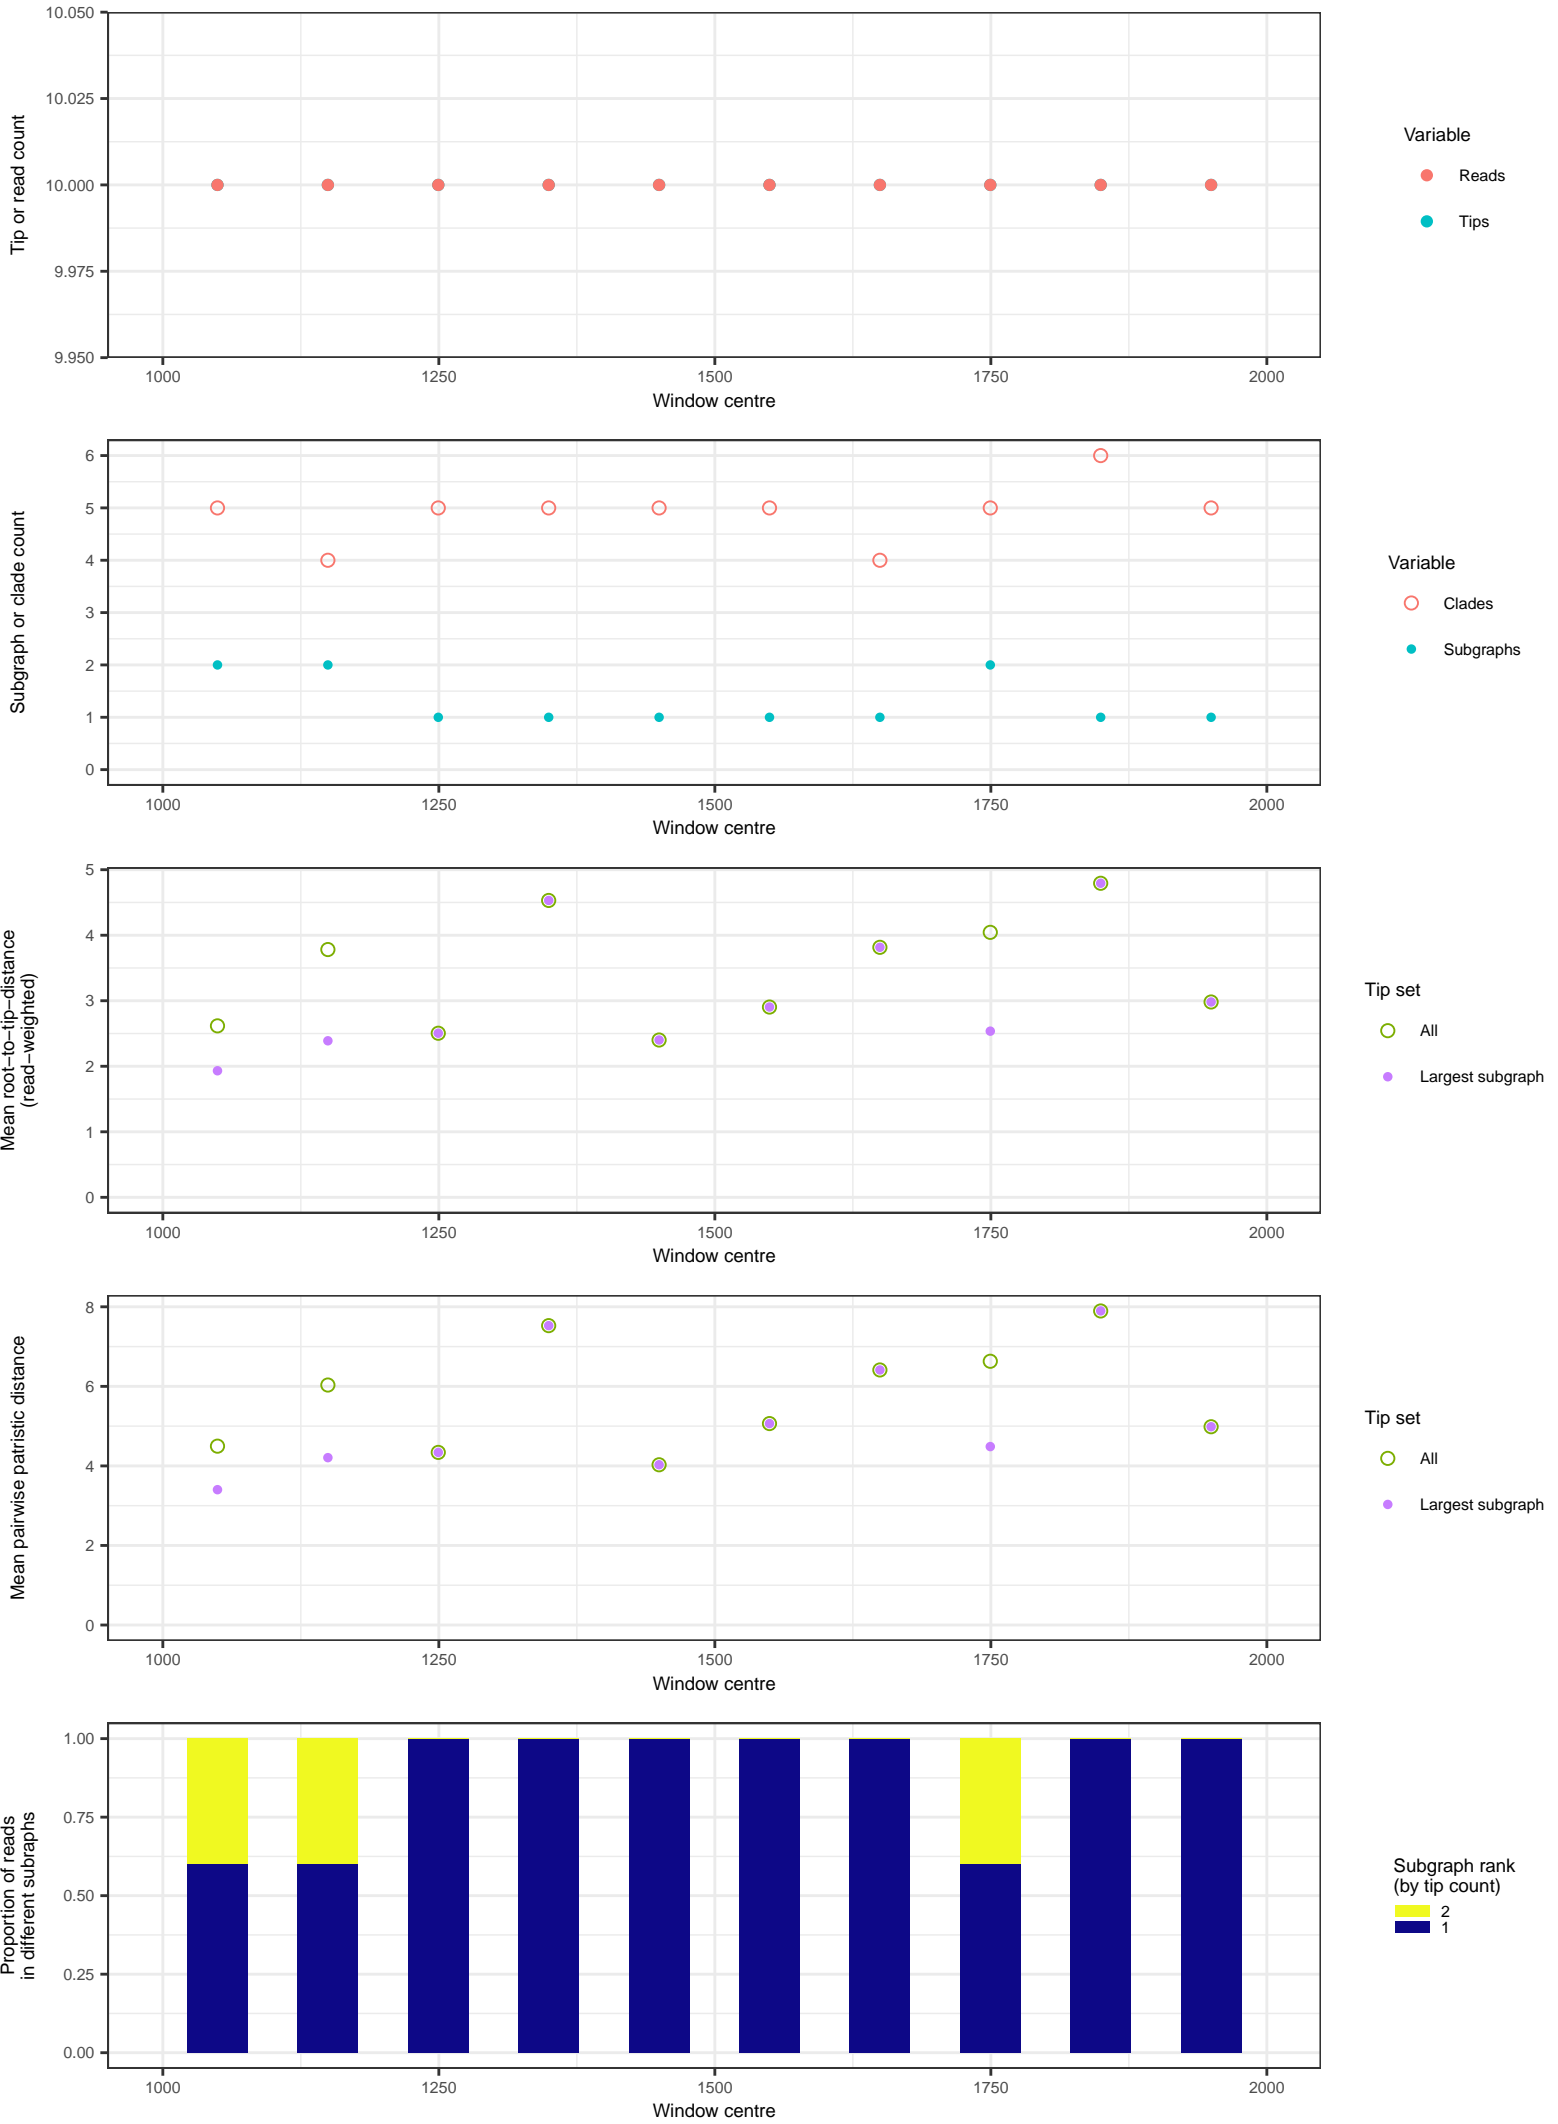 10.050
10.025
10.000
9.975
9.950
Tip or read count
1000 1250 1500 1750 2000
Window centre
Variable
Reads
Tips
6
5
4
3
2
1
0
Subgraph or clade count
1000 1250 1500 1750 2000
Window centre
Variable
Clades
Subgraphs
5
4
3
2
1
0
Mean root−to−tip−distance
(read−weighted)
1000 1250 1500 1750 2000
Window centre
Tip set
All
Largest subgraph
8
6
4
2
0
Mean pairwise patristic distance
1000 1250 1500 1750 2000
Window centre
Tip set
All
Largest subgraph
1.00
0.75
0.50
0.25
0.00
Proportion of reads
in different subraphs
1000 1250 1500 1750 2000
Window centre
Subgraph rank
(by tip count)
2
1